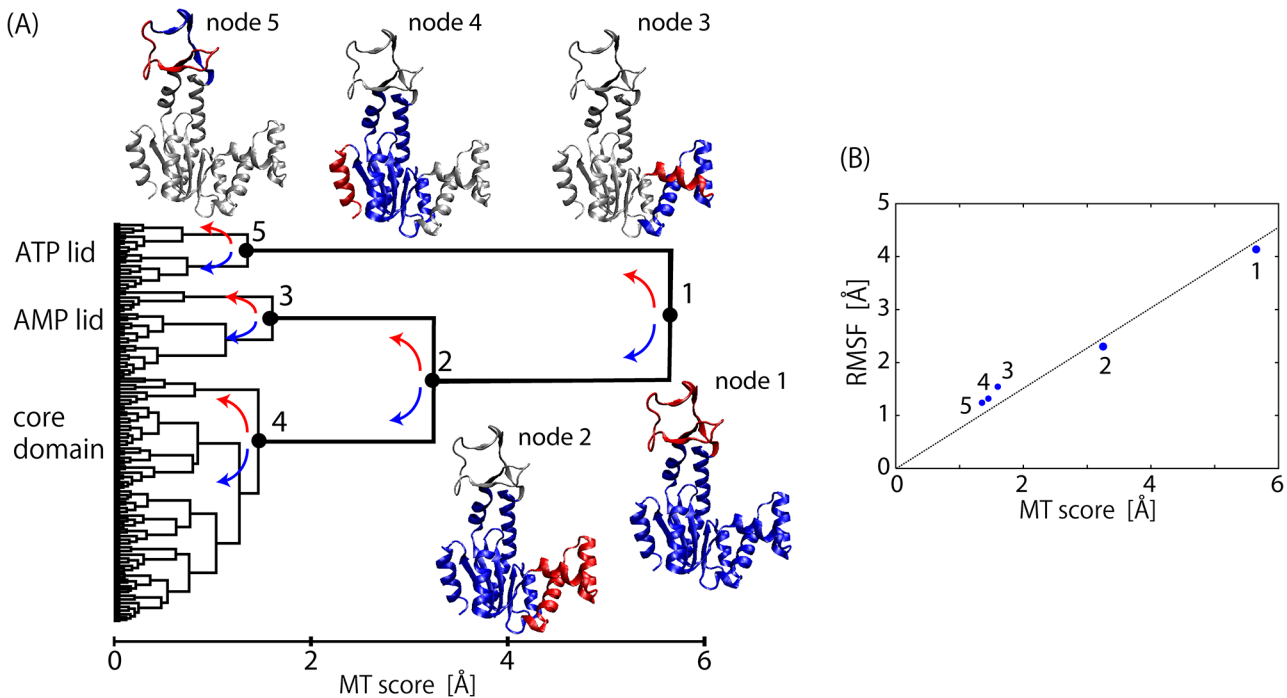 (A)
node 5
node 4
node 3
ATP lid
AMP lid
core
domain
5
3
4
2
1
node 2
node 1
0
2
4
6
MT score [Å]
(B)
5
4
3
2
1
0
RMSF [Å]
5
4
3
2
1
0
2
4
6
MT score [Å]